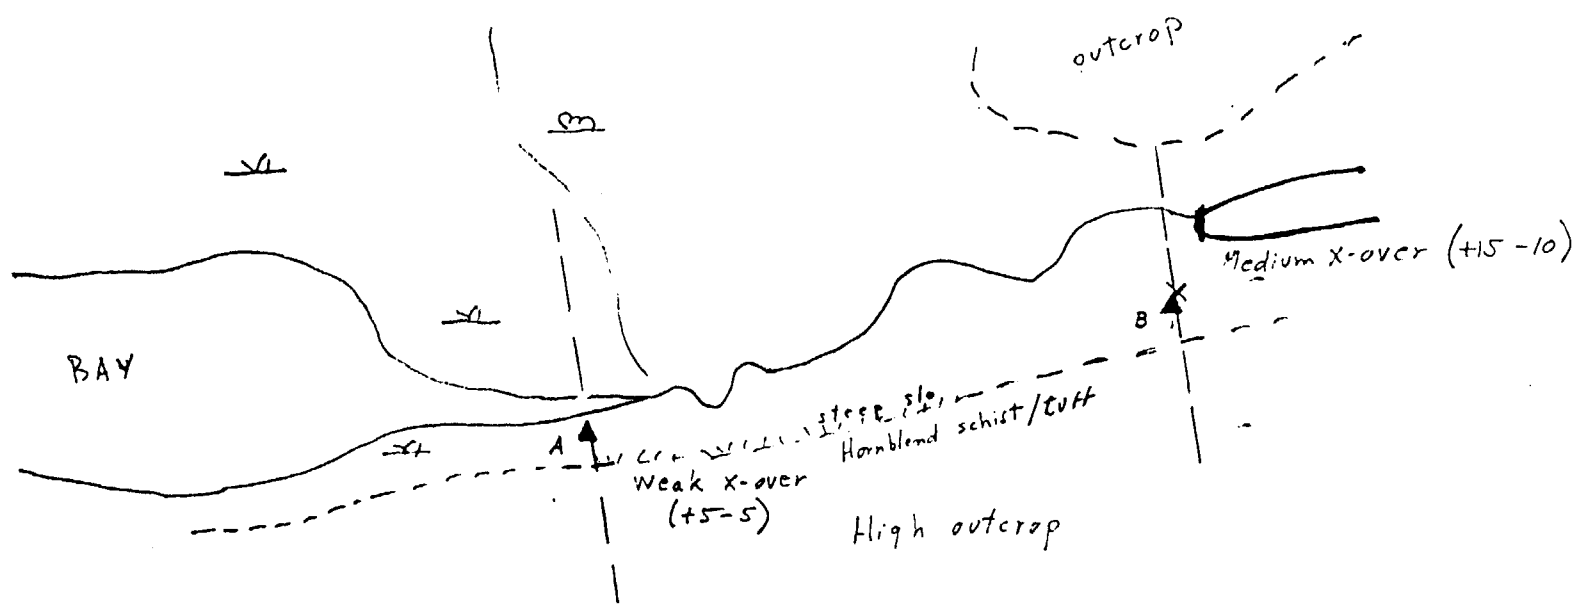 outcrop
Medium x-over (+15 -10)
BAY
B
steep slo
Hornblend schist/tuff
A
Weak x-over
(+5-5)
High outcrop